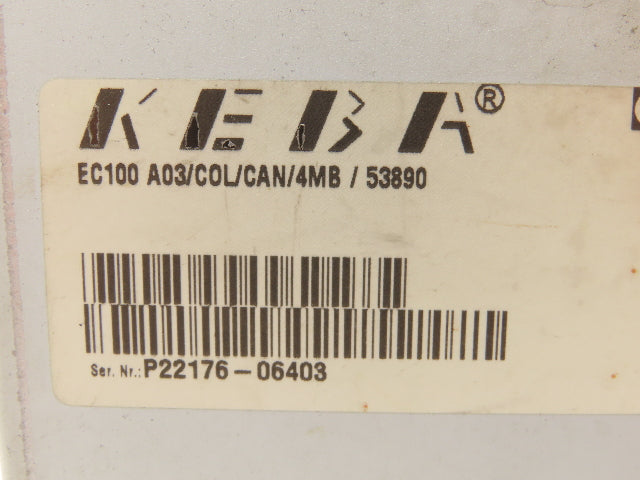 KEBA®
EC100 A03/COL/CAN/4MB / 53890
Ser. Nr.: P22176-06403